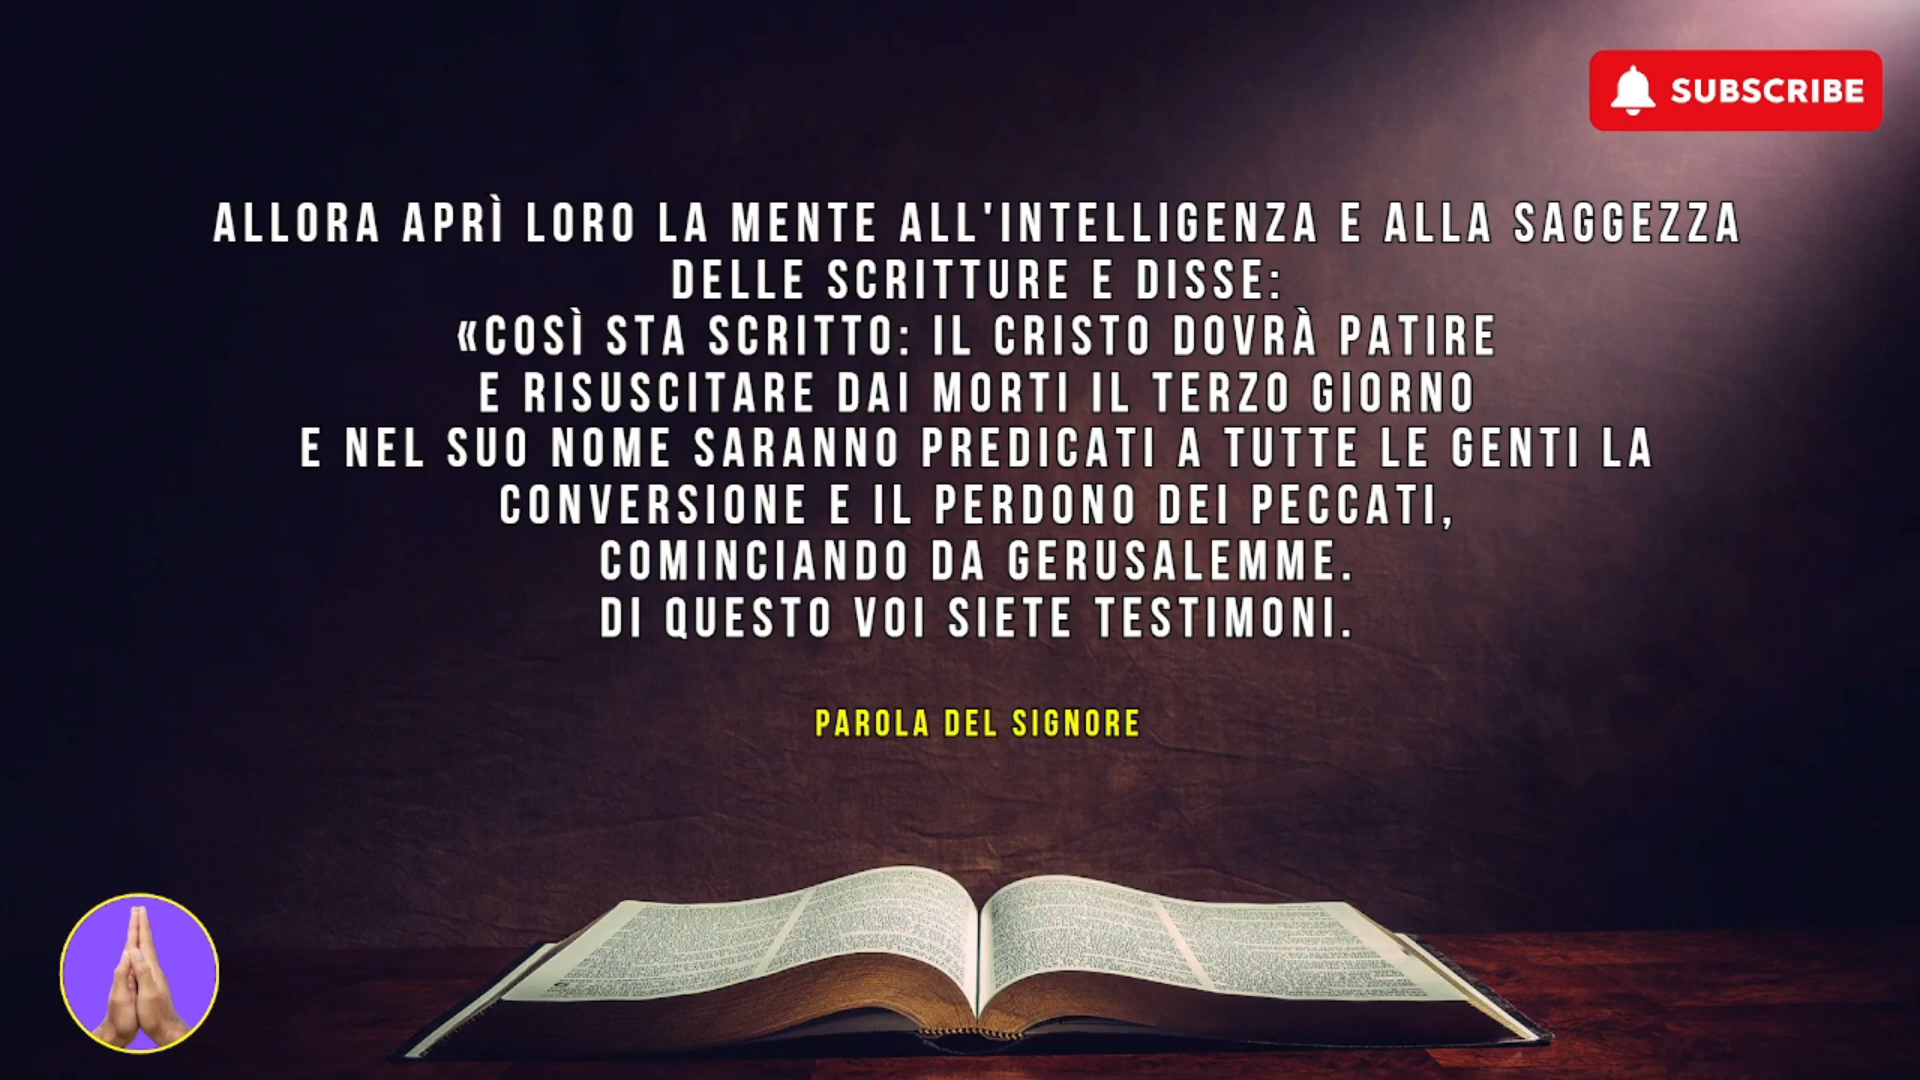 SUBSCRIBE
ALLORA APRÌ LORO LA MENTE ALL'INTELLIGENZA E ALLA SAGGEZZA
DELLE SCRITTURE E DISSE:
«COSÌ STA SCRITTO: IL CRISTO DOVRÀ PATIRE
E RISUSCITARE DAI MORTI IL TERZO GIORNO
E NEL SUO NOME SARANNO PREDICATI A TUTTE LE GENTI LA
CONVERSIONE E IL PERDONO DEI PECCATI,
COMINCIANDO DA GERUSALEMME.
DI QUESTO VOI SIETE TESTIMONI.
PAROLA DEL SIGNORE